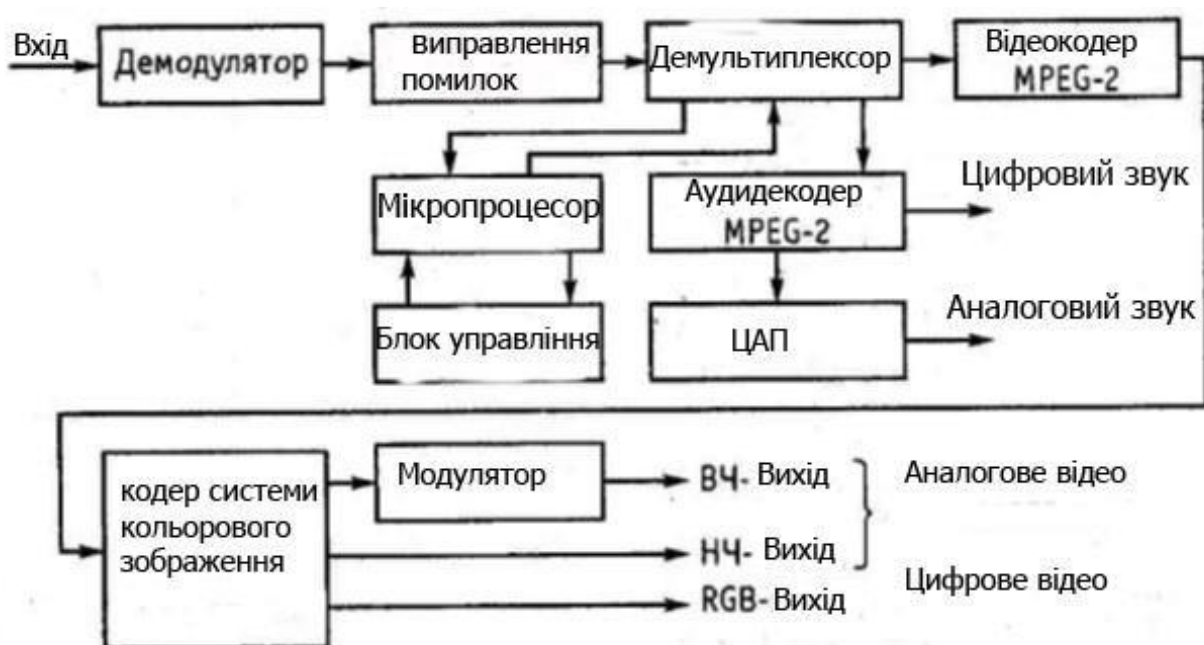 Вхід
Демодулятор
виправлення
помилок
Демультиплексор
Відеокодер
MPEG-2
Мікропроцесор
Аудидекодер
MPEG-2
Цифровий звук
Блок управління
ЦАП
Аналоговий звук
кодер системи
кольорового
зображення
Модулятор
ВЧ- Вихід
Аналогове відео
НЧ- Вихід
Цифрове відео
RGB- Вихід